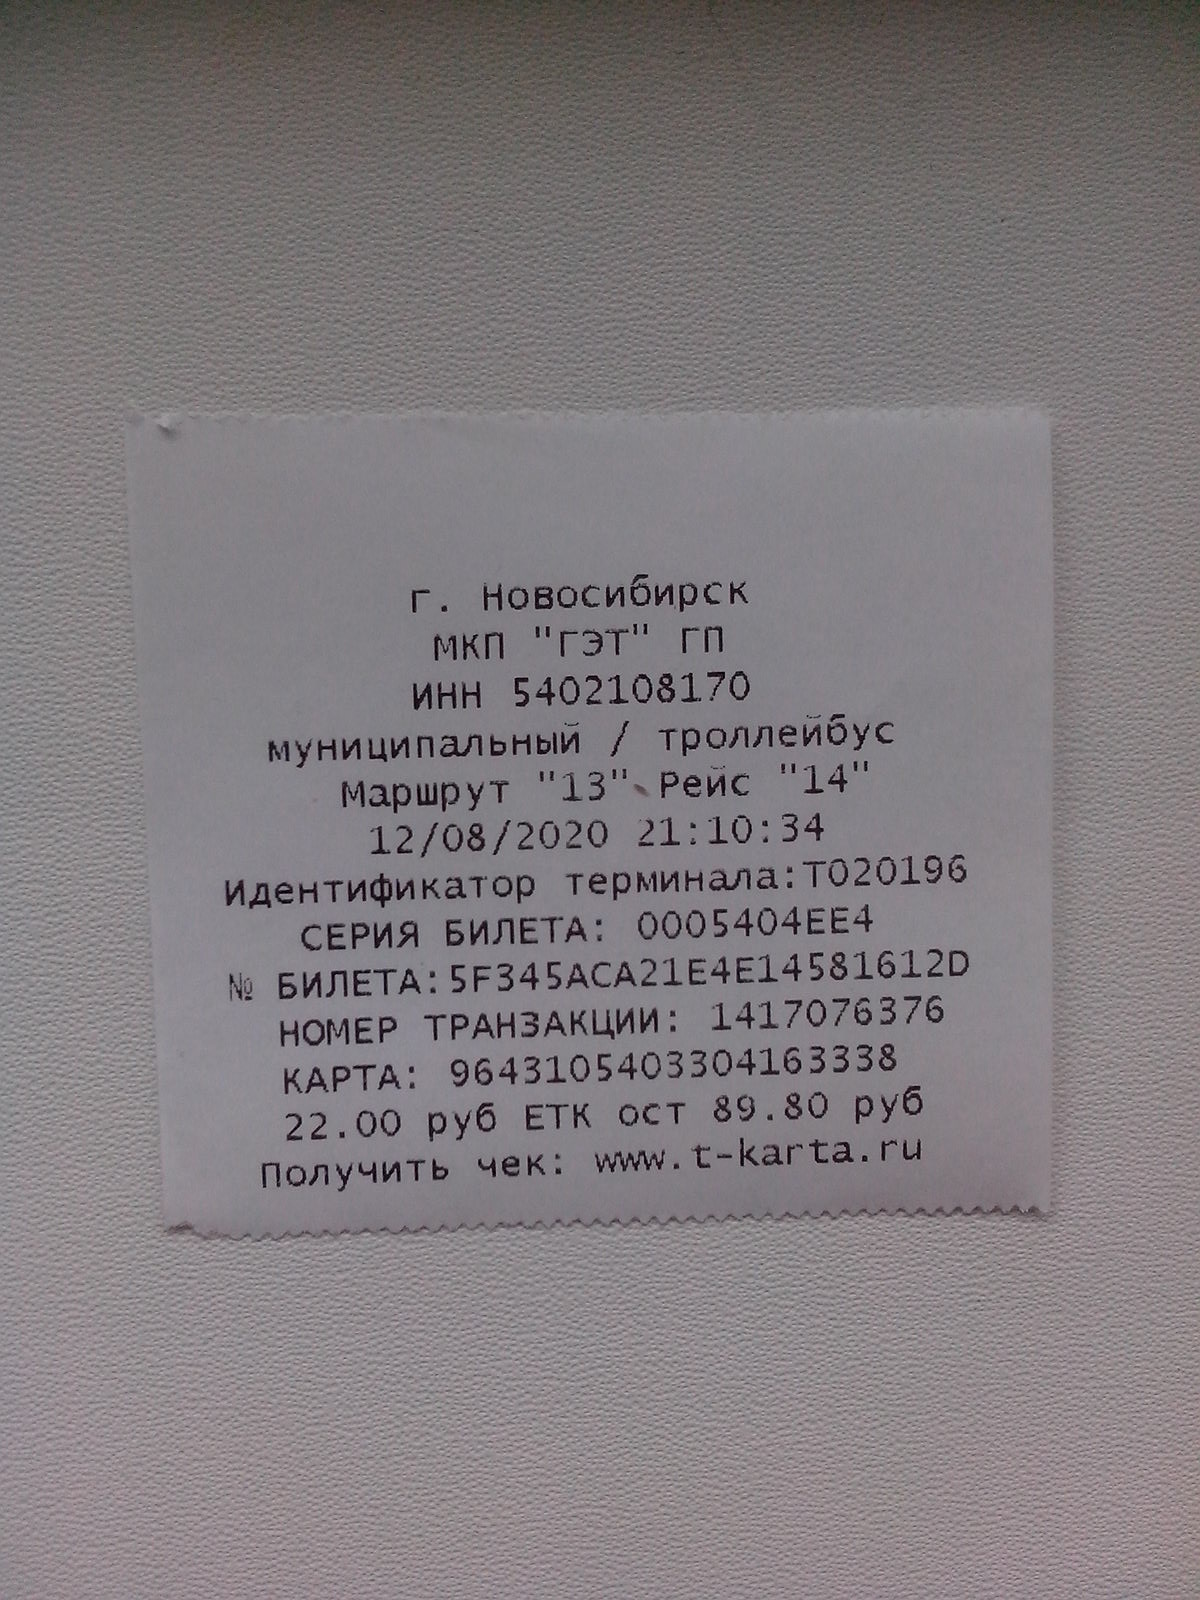 г. Новосибирск
МКП "ГЭТ" ГП
ИНН 5402108170
муниципальный / троллейбус
Маршрут "13" Рейс "14"
12/08/2020 21:10:34
Идентификатор терминала:T020196
СЕРИЯ БИЛЕТА: 0005404EE4
№ БИЛЕТА:5F345ACA21E4E14581612D
НОМЕР ТРАНЗАКЦИИ: 1417076376
КАРТА: 9643105403304163338
22.00 руб ЕТК ост 89.80 руб
Получить чек: www.t-karta.ru